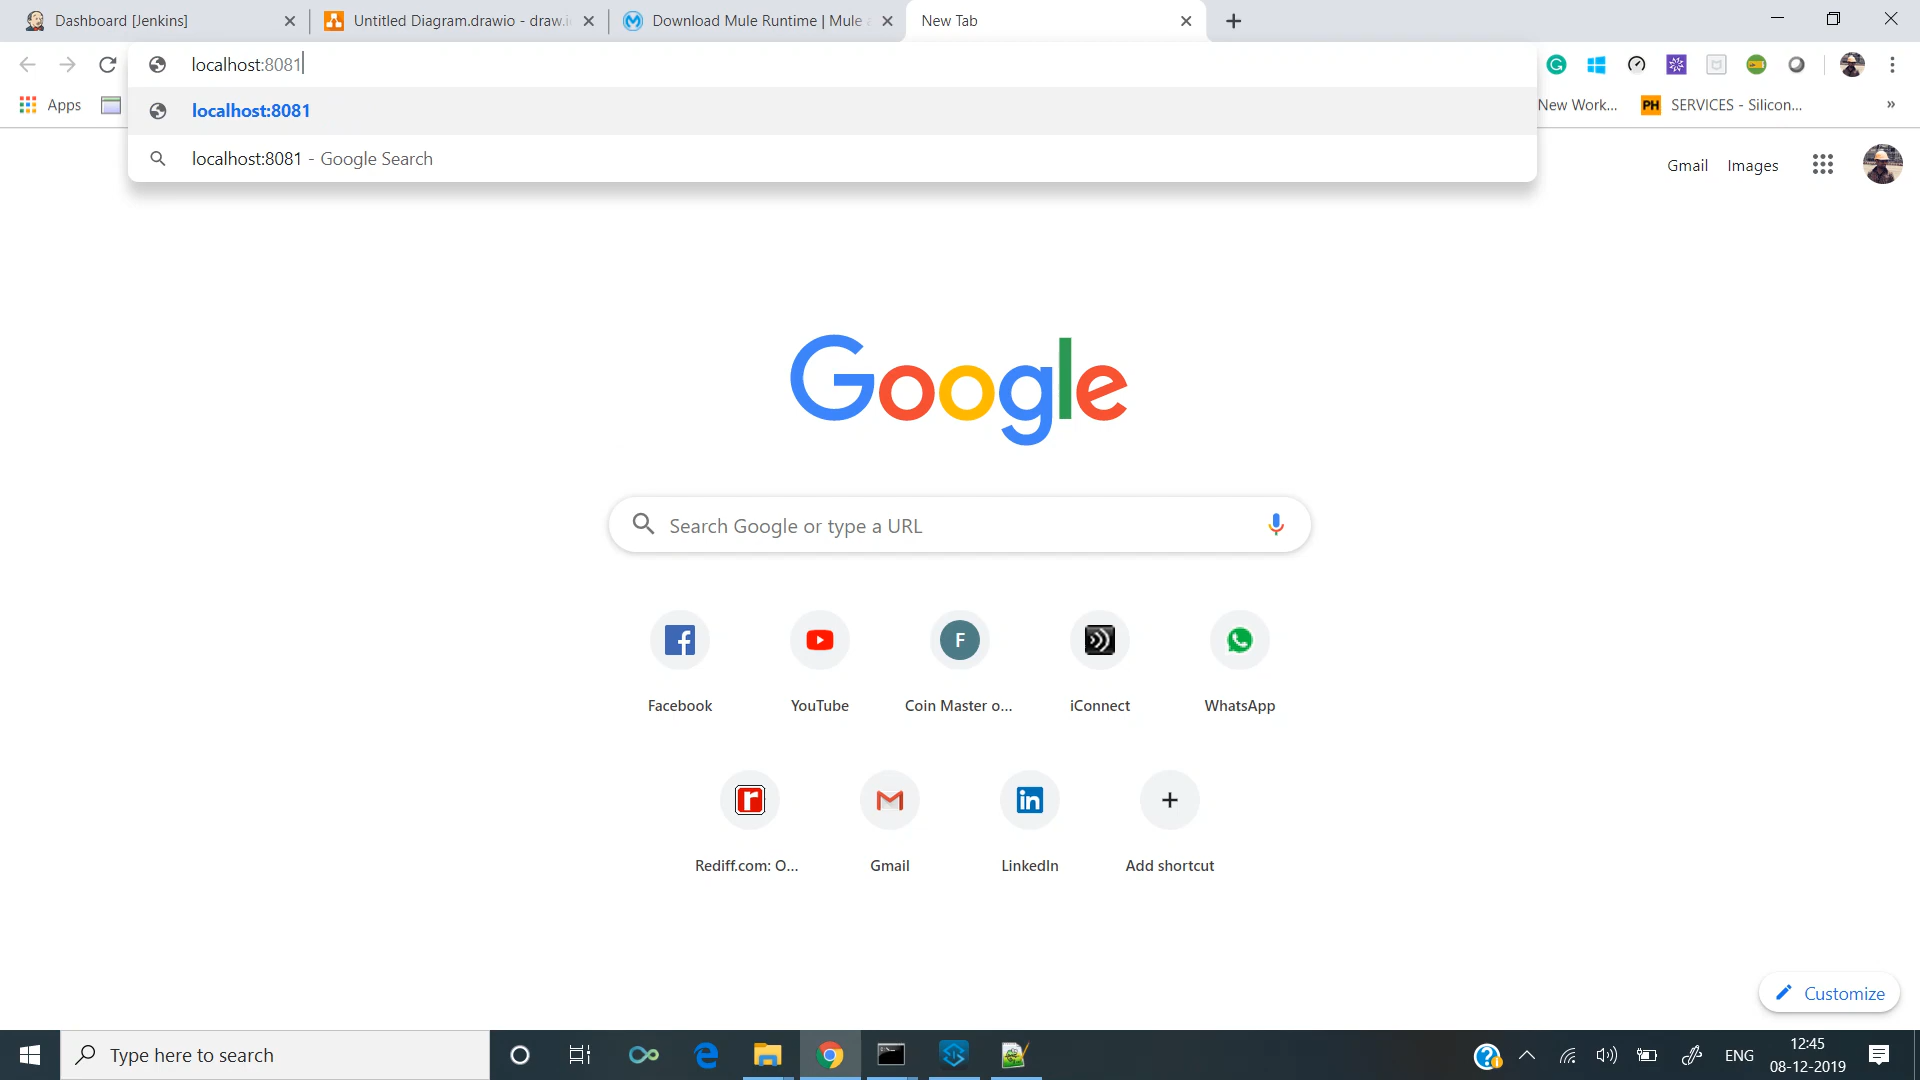 Dashboard [Jenkins]
Untitled Diagram.drawio - draw.i
Download Mule Runtime | Mule
New Tab
localhost:8081
Apps
localhost:8081
New Work...
PH
SERVICES - Silicon...
»
localhost:8081 - Google Search
Gmail
Images
Google
Search Google or type a URL
F
Facebook
YouTube
Coin Master o...
iConnect
WhatsApp
r
in
Rediff.com: O...
Gmail
LinkedIn
Add shortcut
Customize
Type here to search
ENG
12:45
08-12-2019